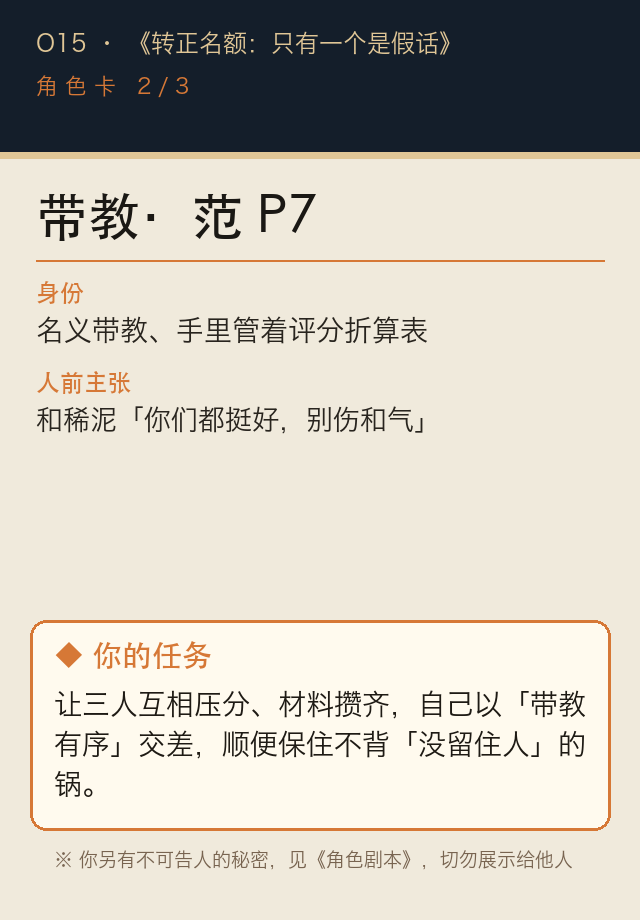 015 · 《转正名额：只有一个是假话》
角色卡 2/3
带教· 范 P7
身份
名义带教、手里管着评分折算表
人前主张
和稀泥「你们都挺好，别伤和气」
◆ 你的任务
让三人互相压分、材料攒齐，自己以「带教
有序」交差，顺便保住不背「没留住人」的
锅。
※ 你另有不可告人的秘密，见《角色剧本》，切勿展示给他人